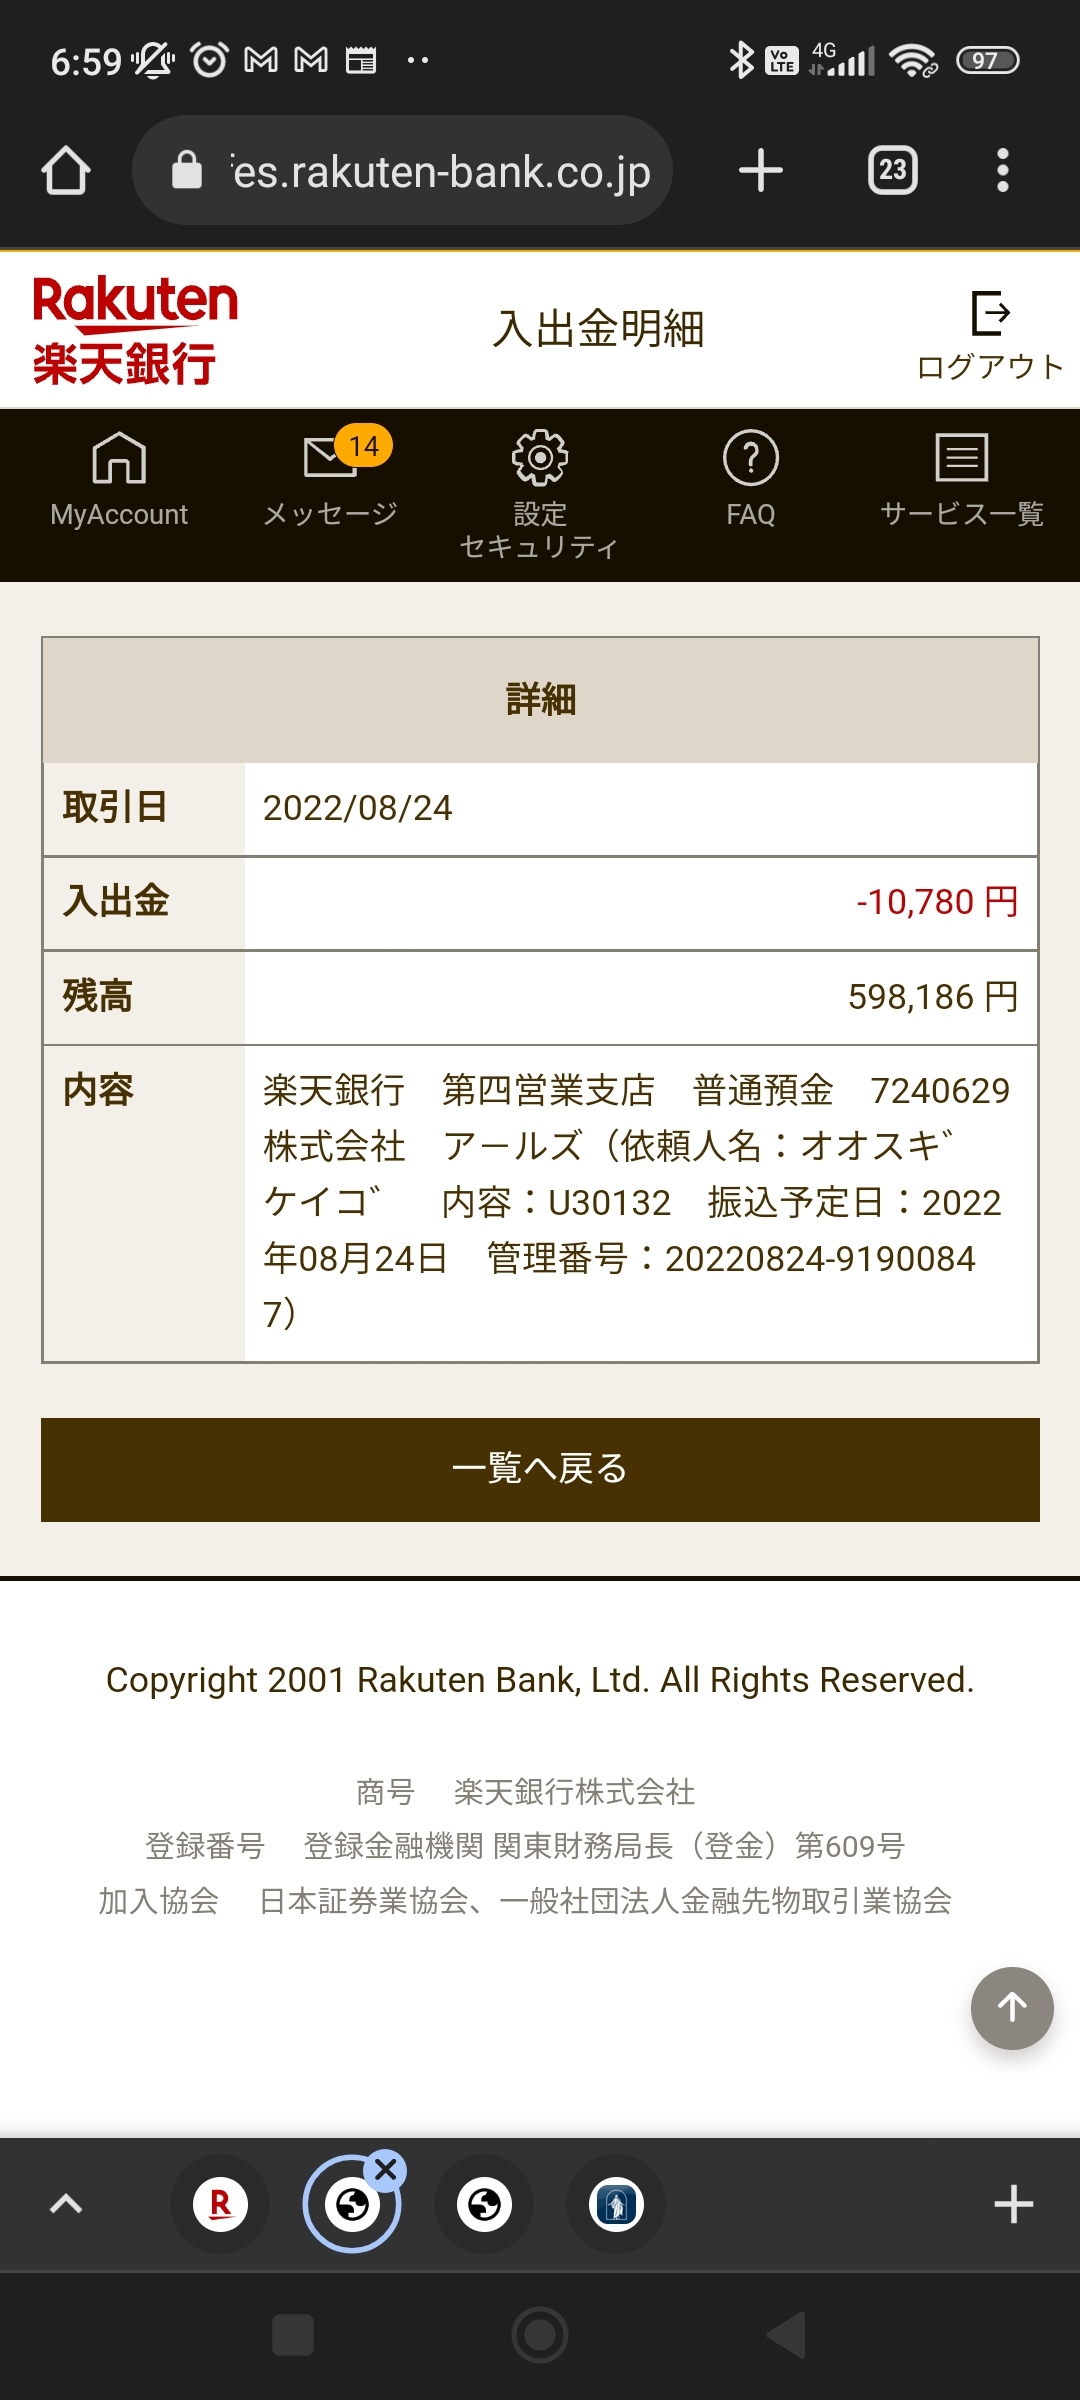 6:59
Vo LTE 4G 97
es.rakuten-bank.co.jp
23
Rakuten
楽天銀行
入出金明細
ログアウト
14
MyAccount
メッセージ
設定
セキュリティ
FAQ
サービス一覧
詳細
取引日 2022/08/24
入出金 -10,780 円
残高 598,186 円
内容 楽天銀行　第四営業支店　普通預金　7240629
株式会社　アールズ（依頼人名：オオスギ
ケイゴ　　内容：U30132　振込予定日：2022
年08月24日　管理番号：20220824-9190084
7）
一覧へ戻る
Copyright 2001 Rakuten Bank, Ltd. All Rights Reserved.
商号　楽天銀行株式会社
登録番号　登録金融機関 関東財務局長（登金）第609号
加入協会　日本証券業協会、一般社団法人金融先物取引業協会
R